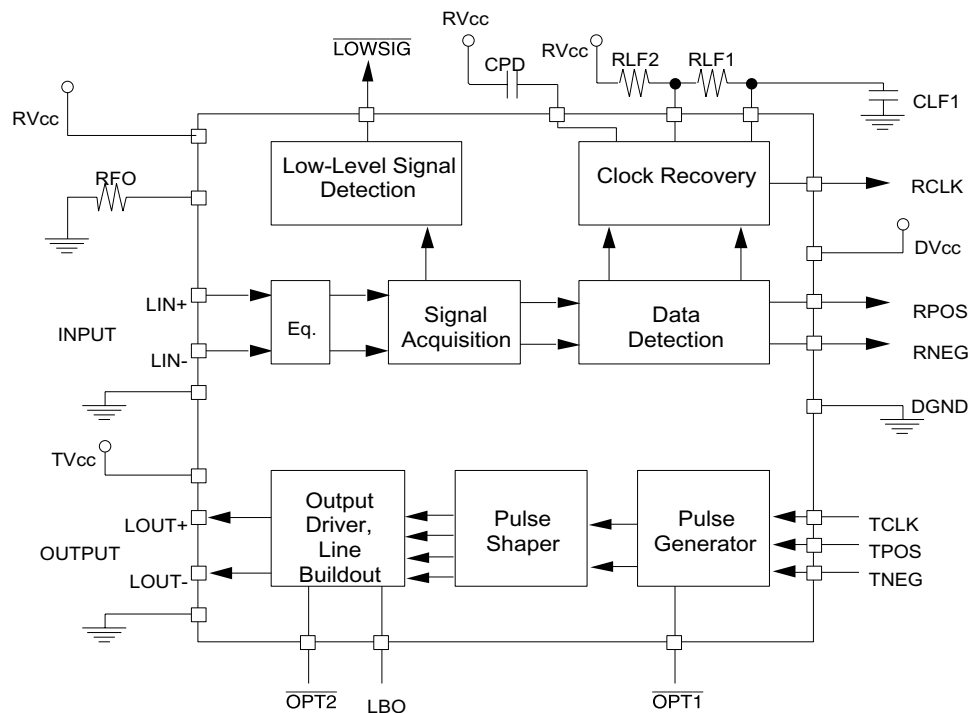 RVcc
LOWSIG
CPD
RVcc
RLF2
RLF1
RVcc
CLF1
RFO
Low-Level Signal
Detection
Clock Recovery
RCLK
DVcc
LIN+
INPUT
LIN-
Eq.
Signal
Acquisition
Data
Detection
RPOS
RNEG
DGND
TVcc
LOUT+
OUTPUT
LOUT-
Output
Driver,
Line
Buildout
Pulse
Shaper
Pulse
Generator
TCLK
TPOS
TNEG
OPT2
LBO
OPT1